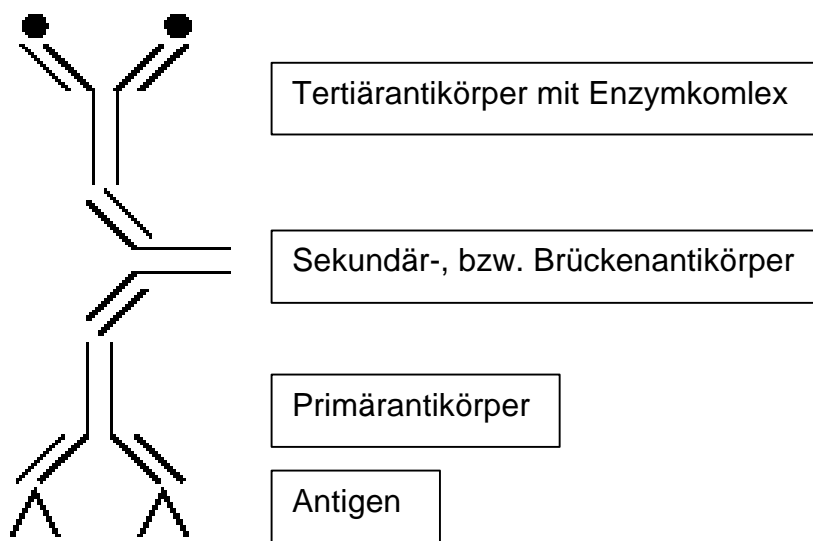 Tertiärantikörper mit Enzymkomlex
Sekundär-, bzw. Brückenantikörper
Primärantikörper
Antigen